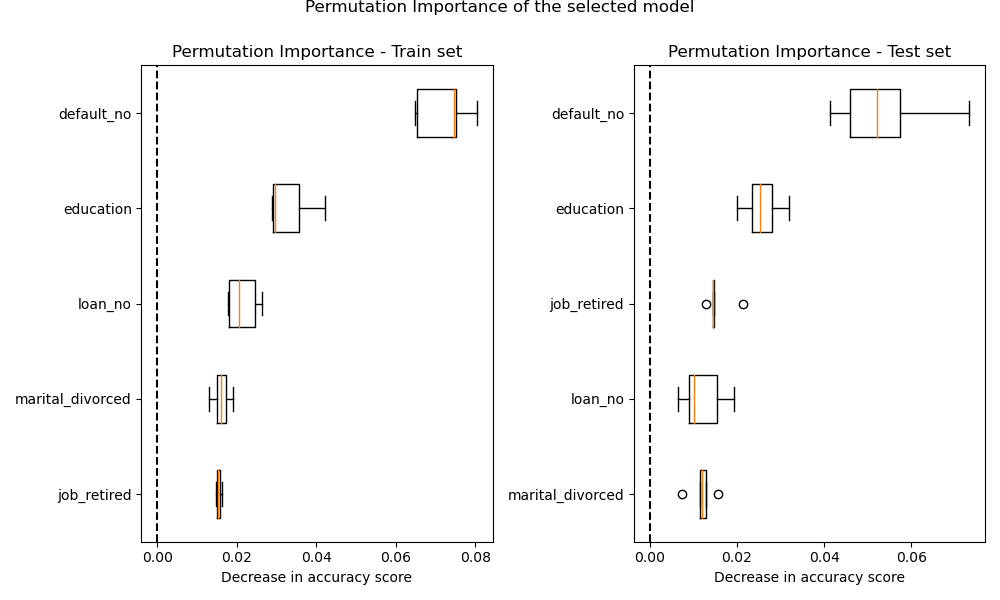 Permutation Importance of the selected model
Permutation Importance - Train set
default_no
education
loan_no
marital_divorced
job_retired
0.00 0.02 0.04 0.06 0.08
Decrease in accuracy score
Permutation Importance - Test set
default_no
education
job_retired
loan_no
marital_divorced
0.00 0.02 0.04 0.06
Decrease in accuracy score